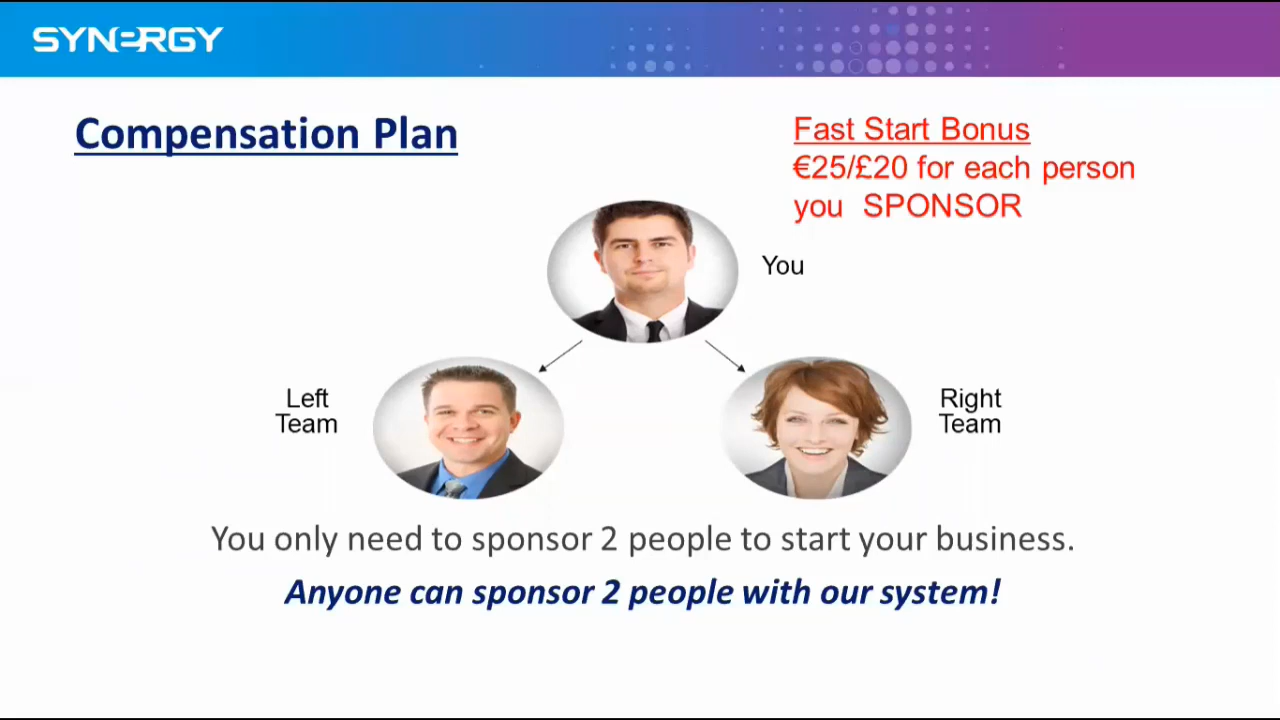 SYNERGY
Compensation Plan
Fast Start Bonus
€25/£20 for each person
you SPONSOR
You
Left
Team
Right
Team
You only need to sponsor 2 people to start your business.
Anyone can sponsor 2 people with our system!